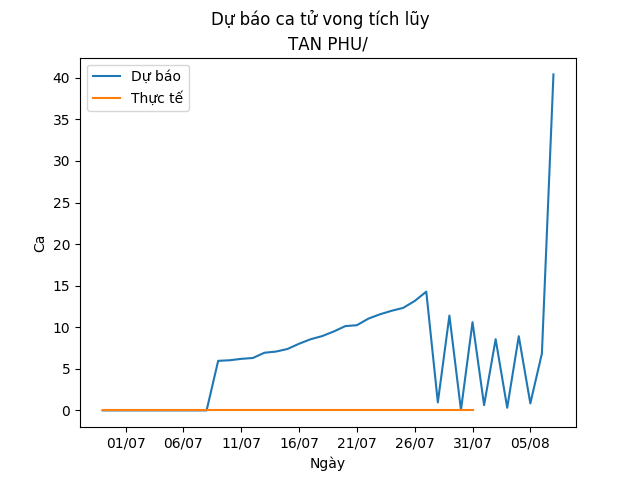 Dự báo ca tử vong tích lũy
TAN PHU/
Dự báo
Thực tế
40
35
30
25
20
15
10
5
0
Ca
01/07
06/07
11/07
16/07
21/07
26/07
31/07
05/08
Ngày